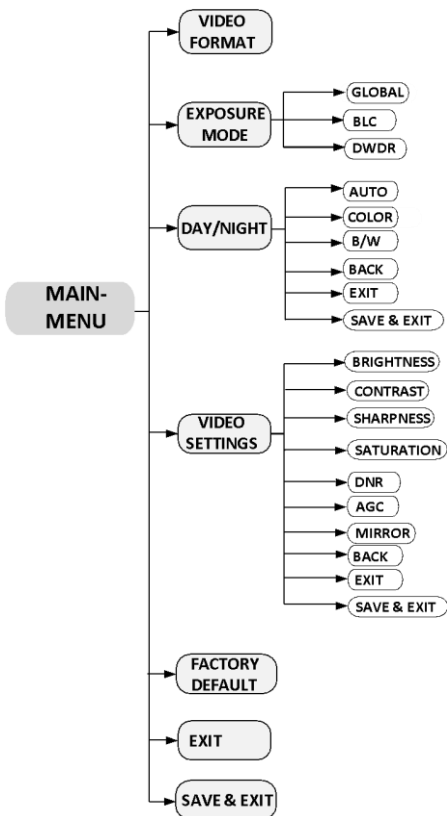 VIDEO
FORMAT
EXPOSURE
MODE
GLOBAL
BLC
DWDR
DAY/NIGHT
AUTO
COLOR
B/W
BACK
EXIT
SAVE & EXIT
MAIN-
MENU
VIDEO
SETTINGS
BRIGHTNESS
CONTRAST
SHARPNESS
SATURATION
DNR
AGC
MIRROR
BACK
EXIT
SAVE & EXIT
FACTORY
DEFAULT
EXIT
SAVE & EXIT